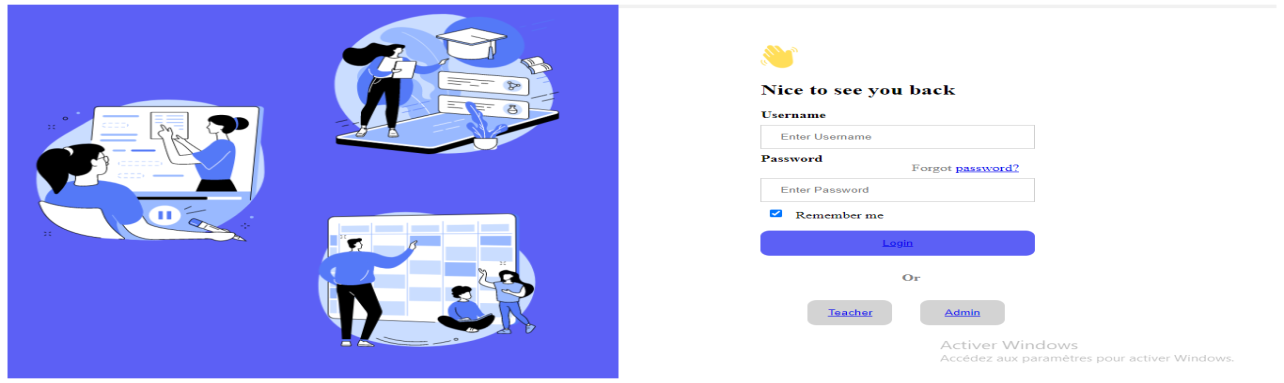 Nice to see you back
Username
Enter Username
Password
Forgot password?
Enter Password
Remember me
Login
Or
Teacher Admin
Activer Windows
Accédez aux paramètres pour activer Windows.